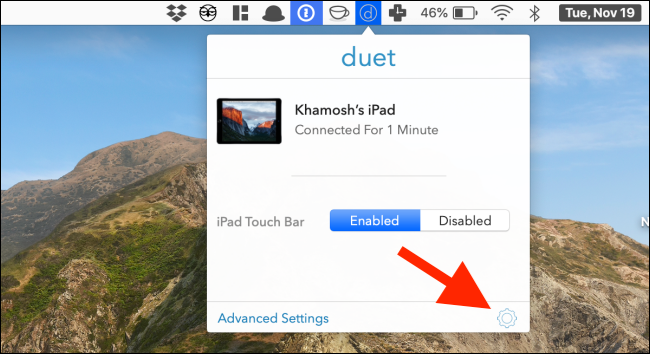 46%
Tue, Nov 19
duet
Khamosh's iPad
Connected For 1 Minute
iPad Touch Bar
Enabled
Disabled
Advanced Settings